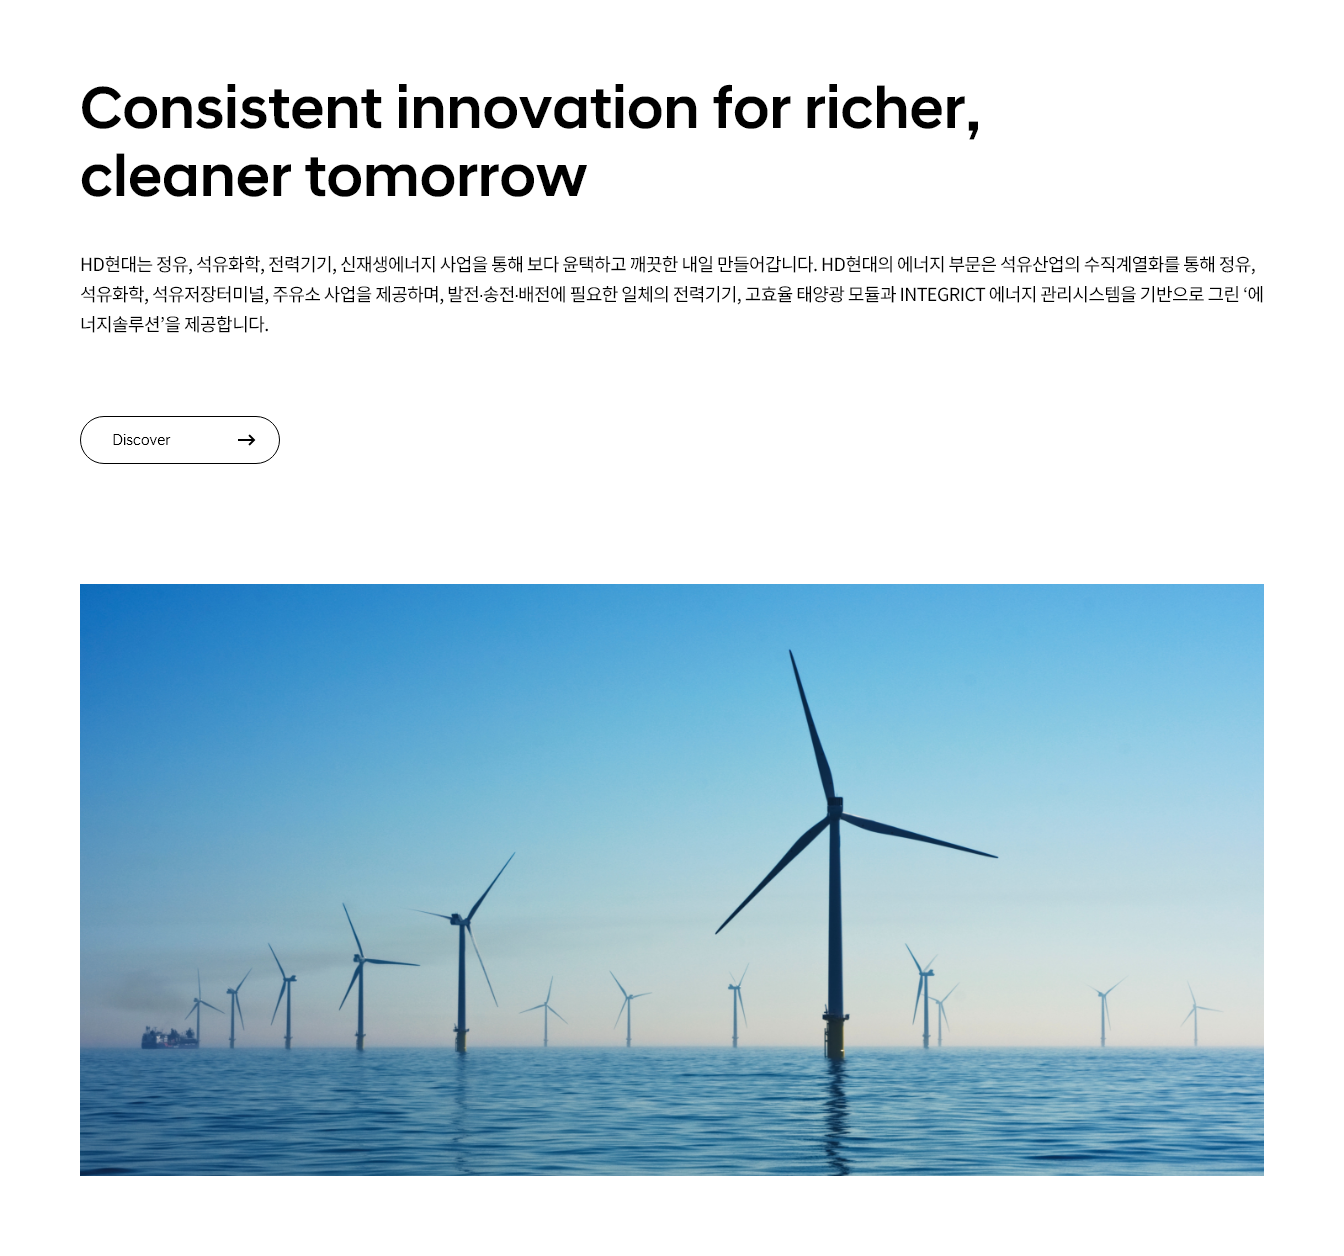 Consistent innovation for richer,
cleaner tomorrow
HD현대는 정유, 석유화학, 전력기기, 신재생에너지 사업을 통해 보다 윤택하고 깨끗한 내일 만들어갑니다. HD현대의 에너지 부문은 석유산업의 수직계열화를 통해 정유,
석유화학, 석유저장터미널, 주유소 사업을 제공하며, 발전·송전·배전에 필요한 일체의 전력기기, 고효율 태양광 모듈과 INTEGRICT 에너지 관리시스템을 기반으로 그린 ‘에
너지솔루션’을 제공합니다.
Discover